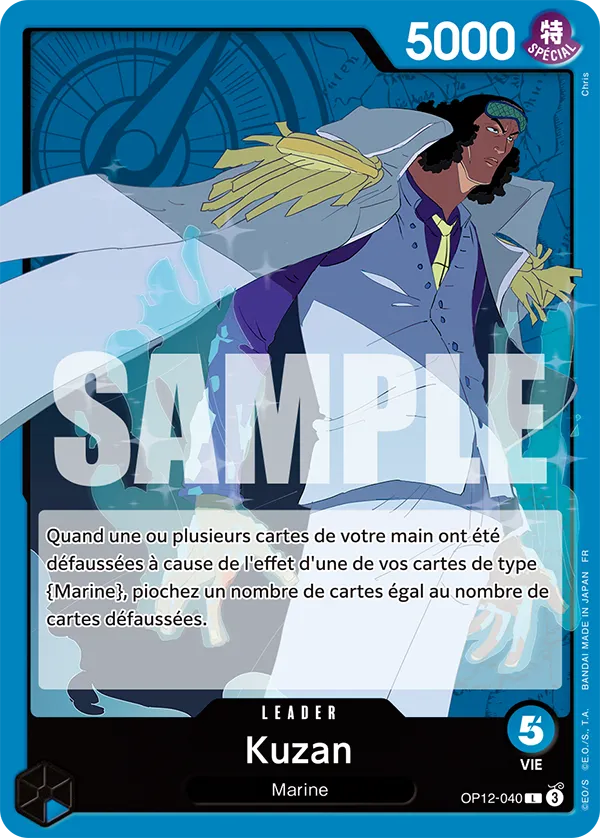 5000
特
SPÉCIAL
Chris
SAMPLE
Quand une ou plusieurs cartes de votre main ont été
défaussées à cause de l'effet d'une de vos cartes de type
{Marine}, piochez un nombre de cartes égal au nombre de
cartes défaussées.
©EO/S ©E.O./S., T.A. BANDAI MADE IN JAPAN FR
LEADER
Kuzan
Marine
5
VIE
OP12-040 L 3